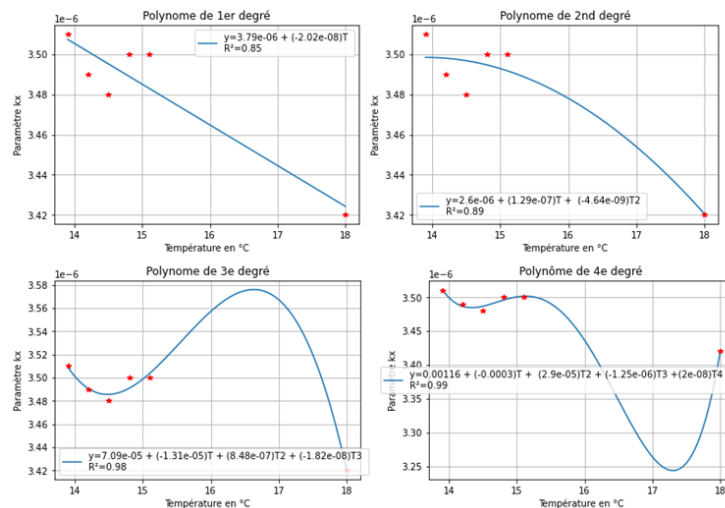 Polynome de 1er degré
1e−6
y=3.79e-06 + (-2.02e-08)T
R²=0.85
3.50
3.48
3.46
3.44
3.42
Paramètre kx
14
15
16
17
18
Température en °C
Polynome de 2nd degré
1e−6
3.50
3.48
3.46
3.44
3.42
Paramètre kx
y=2.6e-06 + (1.29e-07)T + (-4.64e-09)T2
R²=0.89
14
15
16
17
18
Température en °C
Polynome de 3e degré
1e−6
3.58
3.56
3.54
3.52
3.50
3.48
3.46
3.44
3.42
Paramètre kx
y=7.09e-05 + (-1.31e-05)T + (8.48e-07)T2 + (-1.82e-08)T3
R²=0.98
14
15
16
17
18
Température en °C
Polynôme de 4e degré
1e−6
3.50
3.45
3.40
3.35
3.30
3.25
Paramètre kx
y=0.00116 + (-0.0003)T + (2.9e-05)T2 + (-1.25e-06)T3 +(2e-08)T4
R²=0.99
14
15
16
17
18
Température en °C